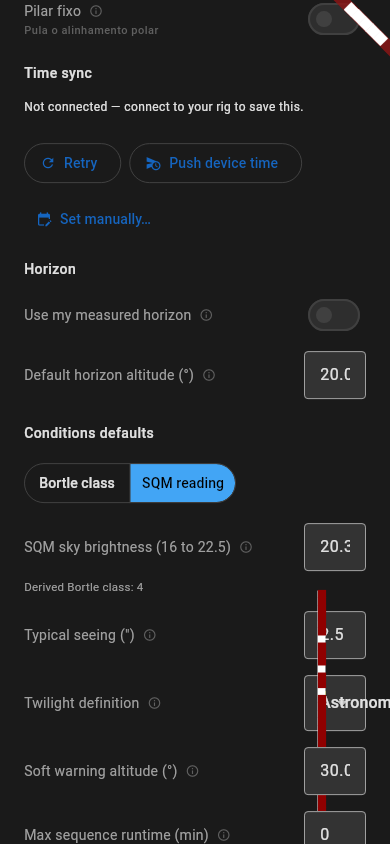 Pilar fixo
Pula o alinhamento polar
Time sync
Not connected — connect to your rig to save this.
Retry
Push device time
Set manually…
Horizon
Use my measured horizon
Default horizon altitude (°)
20.0
Conditions defaults
Bortle class
SQM reading
SQM sky brightness (16 to 22.5)
20.3
Derived Bortle class: 4
Typical seeing (")
2.5
Twilight definition
Astronom
Soft warning altitude (°)
30.0
Max sequence runtime (min)
0